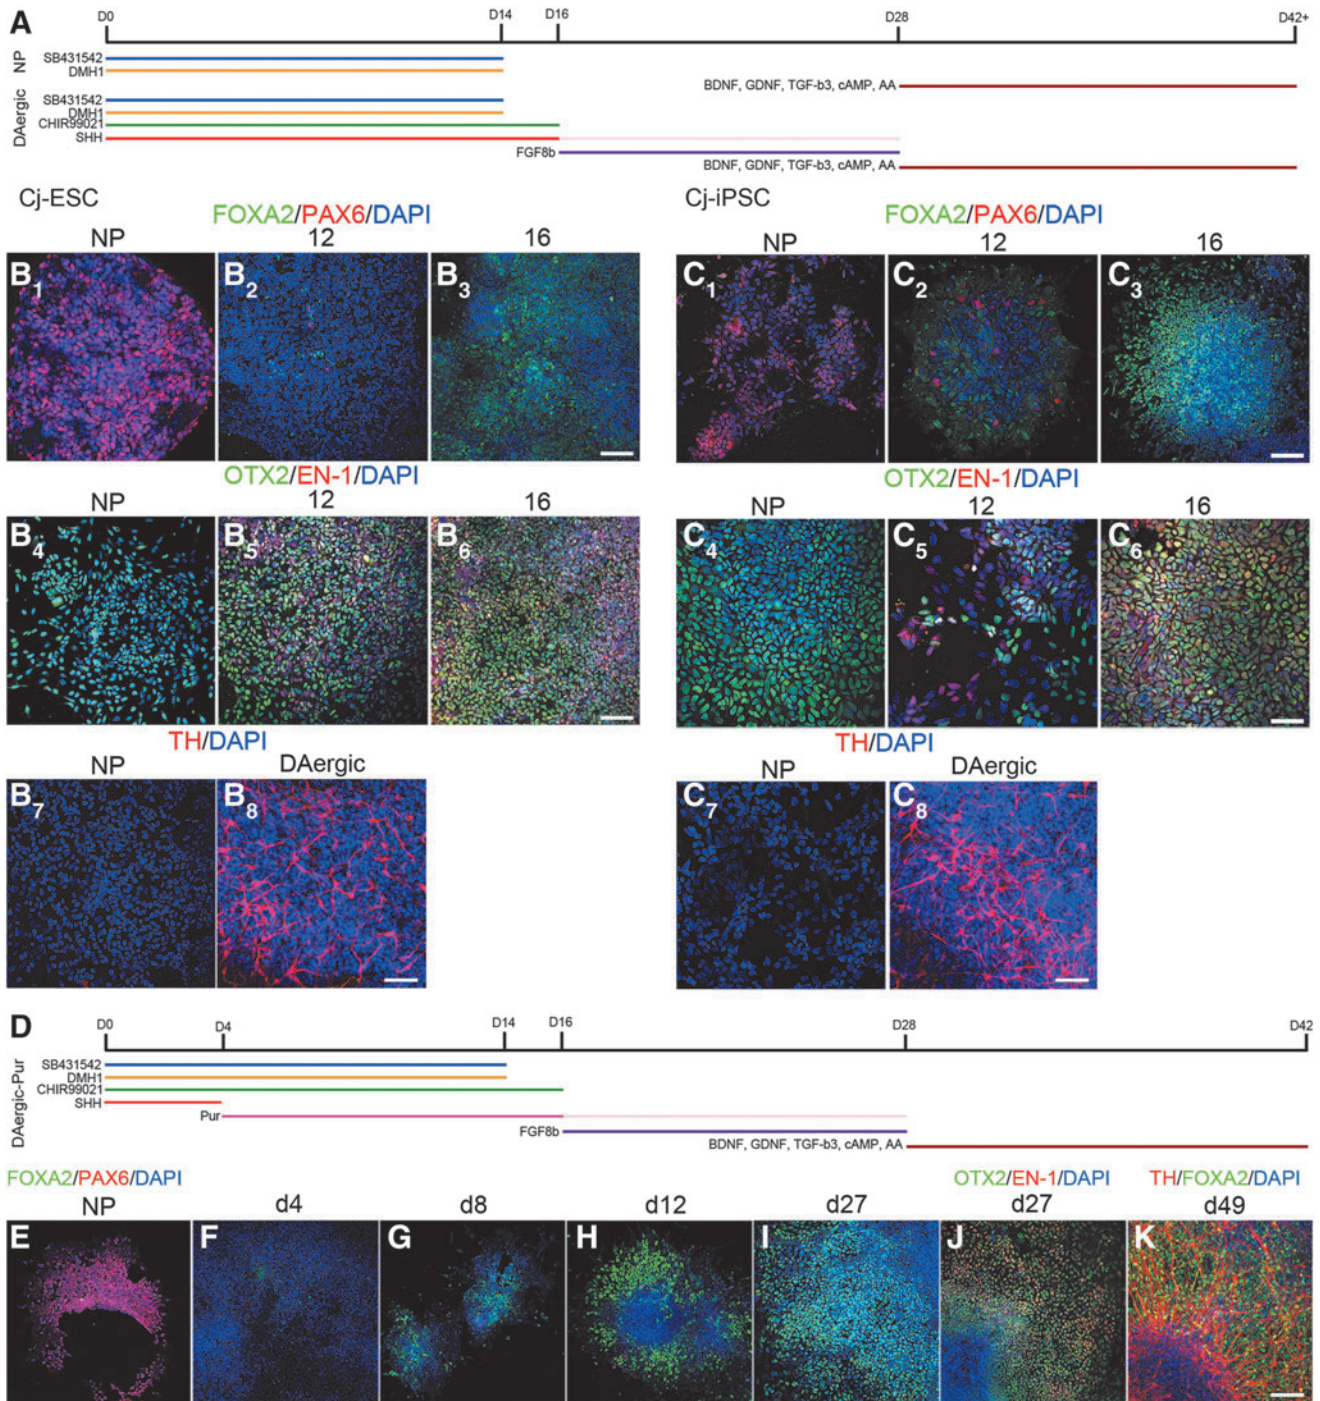 A
D0 D14 D16 D28 D42+
NP
SB431542
DMH1
BDNF, GDNF, TGF-b3, cAMP, AA
DAergic
SB431542
DMH1
CHIR99021
SHH
FGF8b
BDNF, GDNF, TGF-b3, cAMP, AA
Cj-ESC
FOXA2/PAX6/DAPI
NP 12 16
B1 B2 B3
OTX2/EN-1/DAPI
NP 12 16
B4 B5 B6
TH/DAPI
NP DAergic
B7 B8
Cj-iPSC
FOXA2/PAX6/DAPI
NP 12 16
C1 C2 C3
OTX2/EN-1/DAPI
NP 12 16
C4 C5 C6
TH/DAPI
NP DAergic
C7 C8
D
D0 D4 D14 D16 D28 D42
DAergic-Pur
SB431542
DMH1
CHIR99021
SHH
Pur
FGF8b
BDNF, GDNF, TGF-b3, cAMP, AA
FOXA2/PAX6/DAPI OTX2/EN-1/DAPI TH/FOXA2/DAPI
NP d4 d8 d12 d27 d27 d49
E F G H I J K